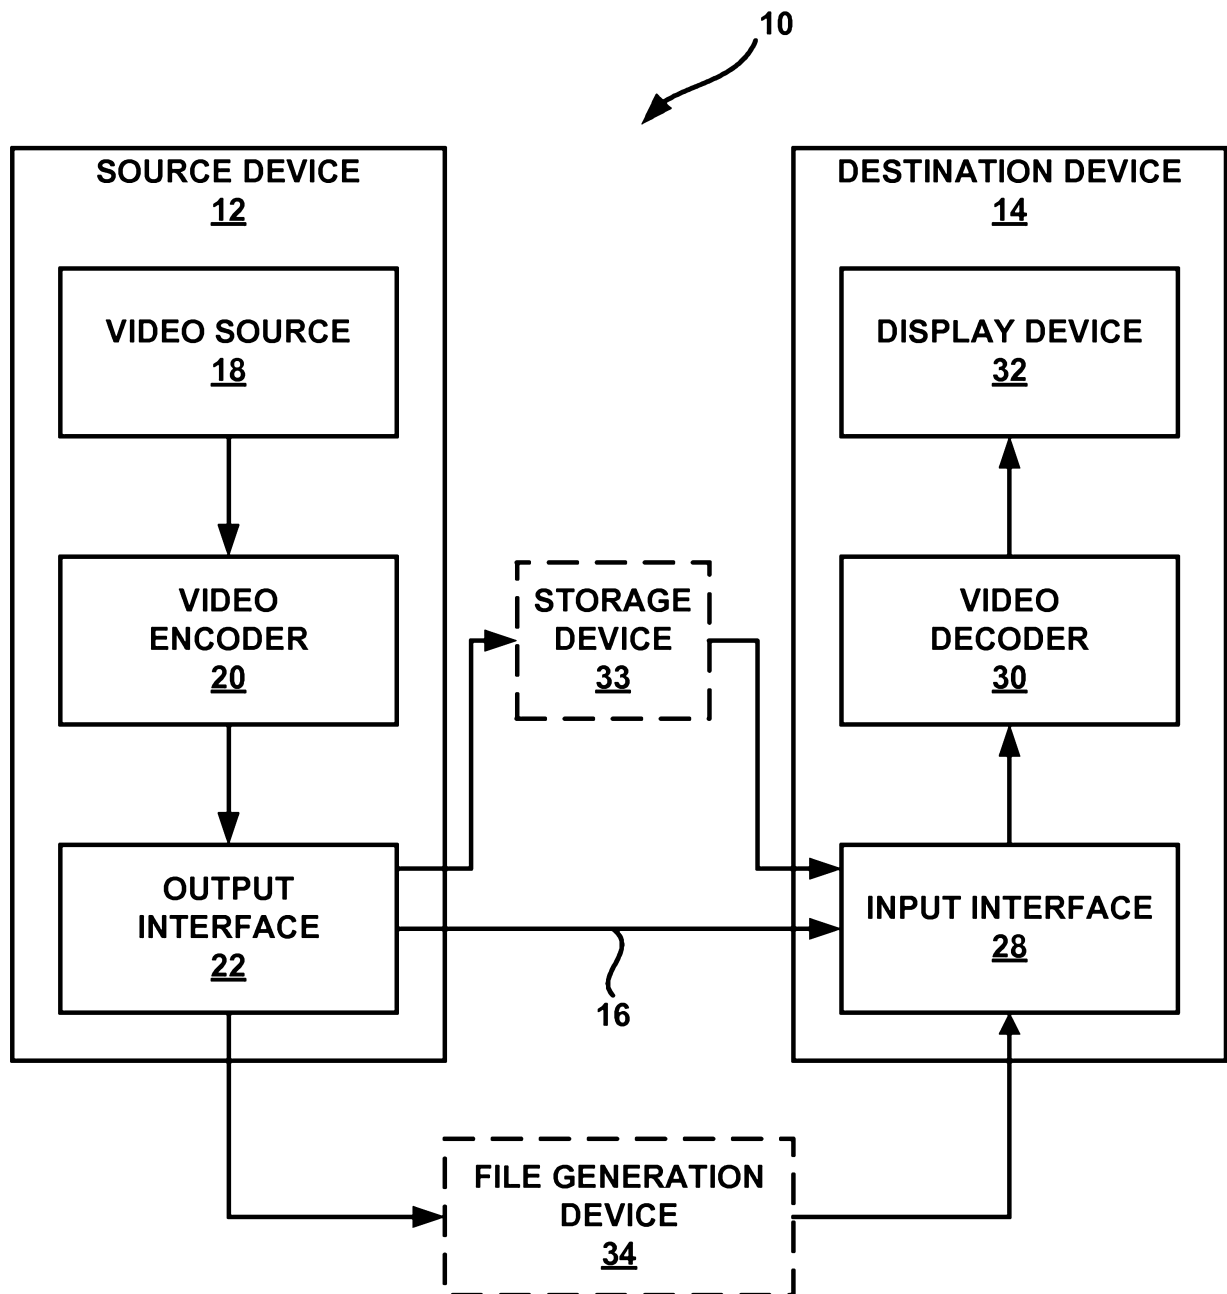 10
SOURCE DEVICE
12
VIDEO SOURCE
18
VIDEO
ENCODER
20
OUTPUT
INTERFACE
22
STORAGE
DEVICE
33
16
DESTINATION DEVICE
14
DISPLAY DEVICE
32
VIDEO
DECODER
30
INPUT INTERFACE
28
FILE GENERATION
DEVICE
34